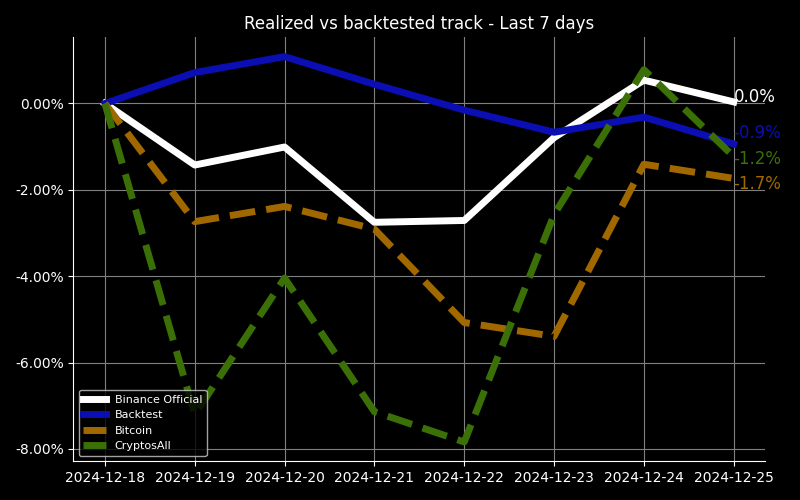 Realized vs backtested track - Last 7 days
0.00%
-2.00%
-4.00%
-6.00%
-8.00%
0.0%
-0.9%
-1.2%
-1.7%
Binance Official
Backtest
Bitcoin
CryptosAll
2024-12-18 2024-12-19 2024-12-20 2024-12-21 2024-12-22 2024-12-23 2024-12-24 2024-12-25